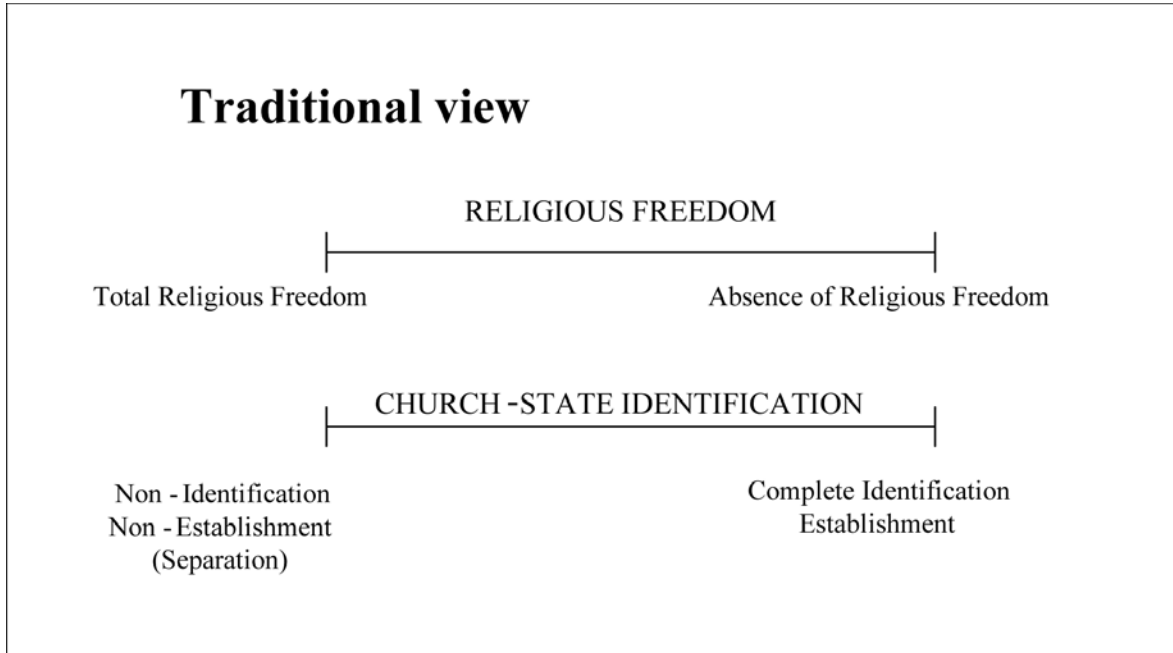 Traditional view
RELIGIOUS FREEDOM
Total Religious Freedom
Absence of Religious Freedom
CHURCH -STATE IDENTIFICATION
Non - Identification
Non - Establishment
(Separation)
Complete Identification
Establishment